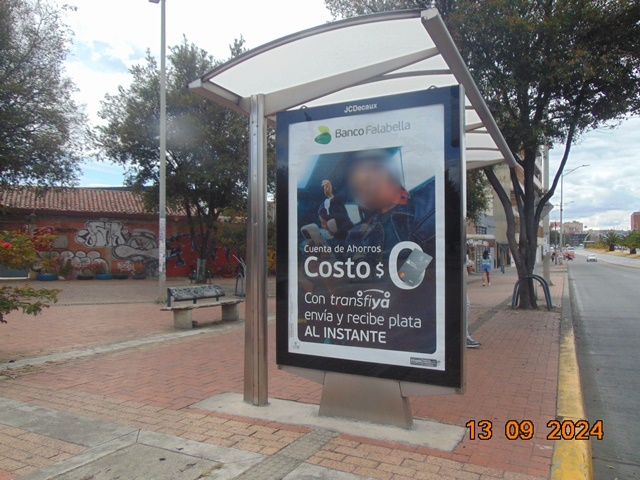 JCDecaux
Banco Falabella
Cuenta de Ahorros
Costo $0
Con transfiya
envía y recibe plata
AL INSTANTE
13 09 2024